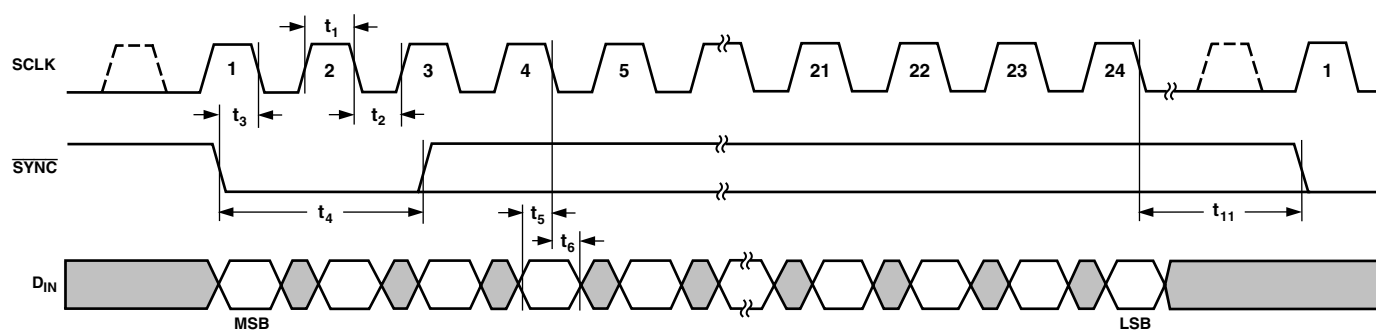 t1
SCLK 1 2 3 4 5 21 22 23 24 1
t3 t2
SYNC
t4 t5 t11
t6
DIN
MSB LSB